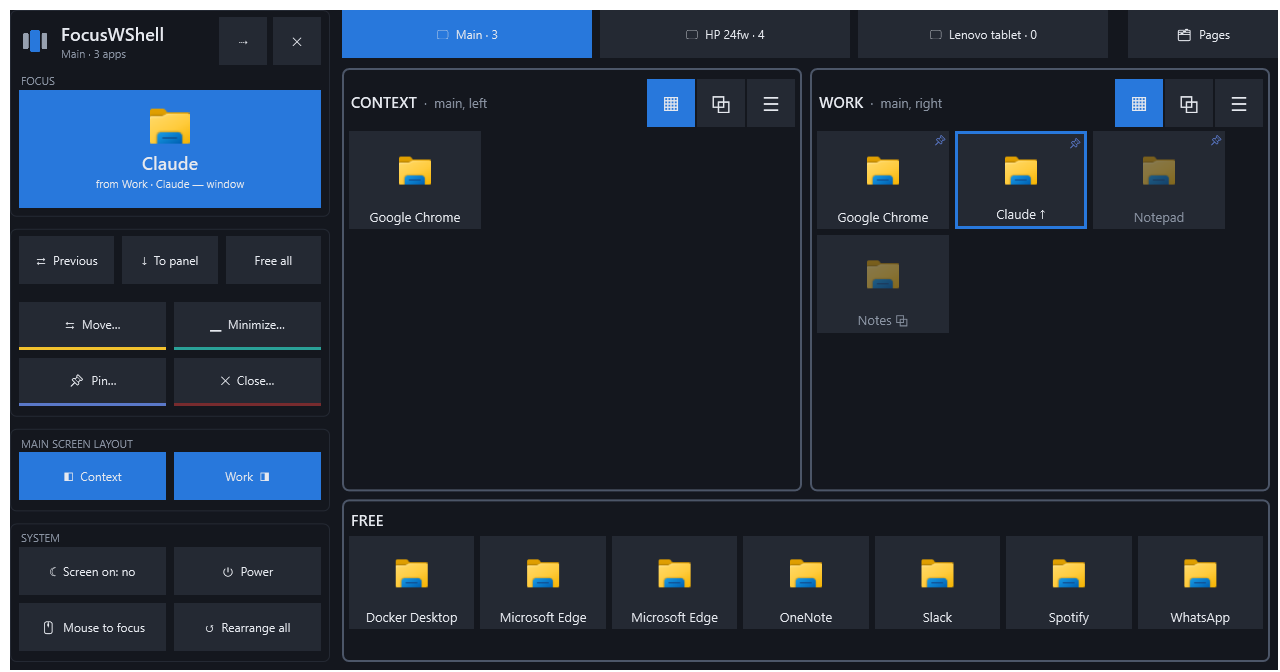 FocusWShell
Main · 3 apps
→
FOCUS
Claude
from Work · Claude — window
⇄ Previous
↓ To panel
Free all
Move...
Minimize...
Pin...
Close...
MAIN SCREEN LAYOUT
Context
Work
SYSTEM
Screen on: no
Power
Mouse to focus
Rearrange all
Main · 3
HP 24fw · 4
Lenovo tablet · 0
Pages
CONTEXT · main, left
Google Chrome
WORK · main, right
Google Chrome
Claude ↑
Notepad
Notes
FREE
Docker Desktop
Microsoft Edge
Microsoft Edge
OneNote
Slack
Spotify
WhatsApp